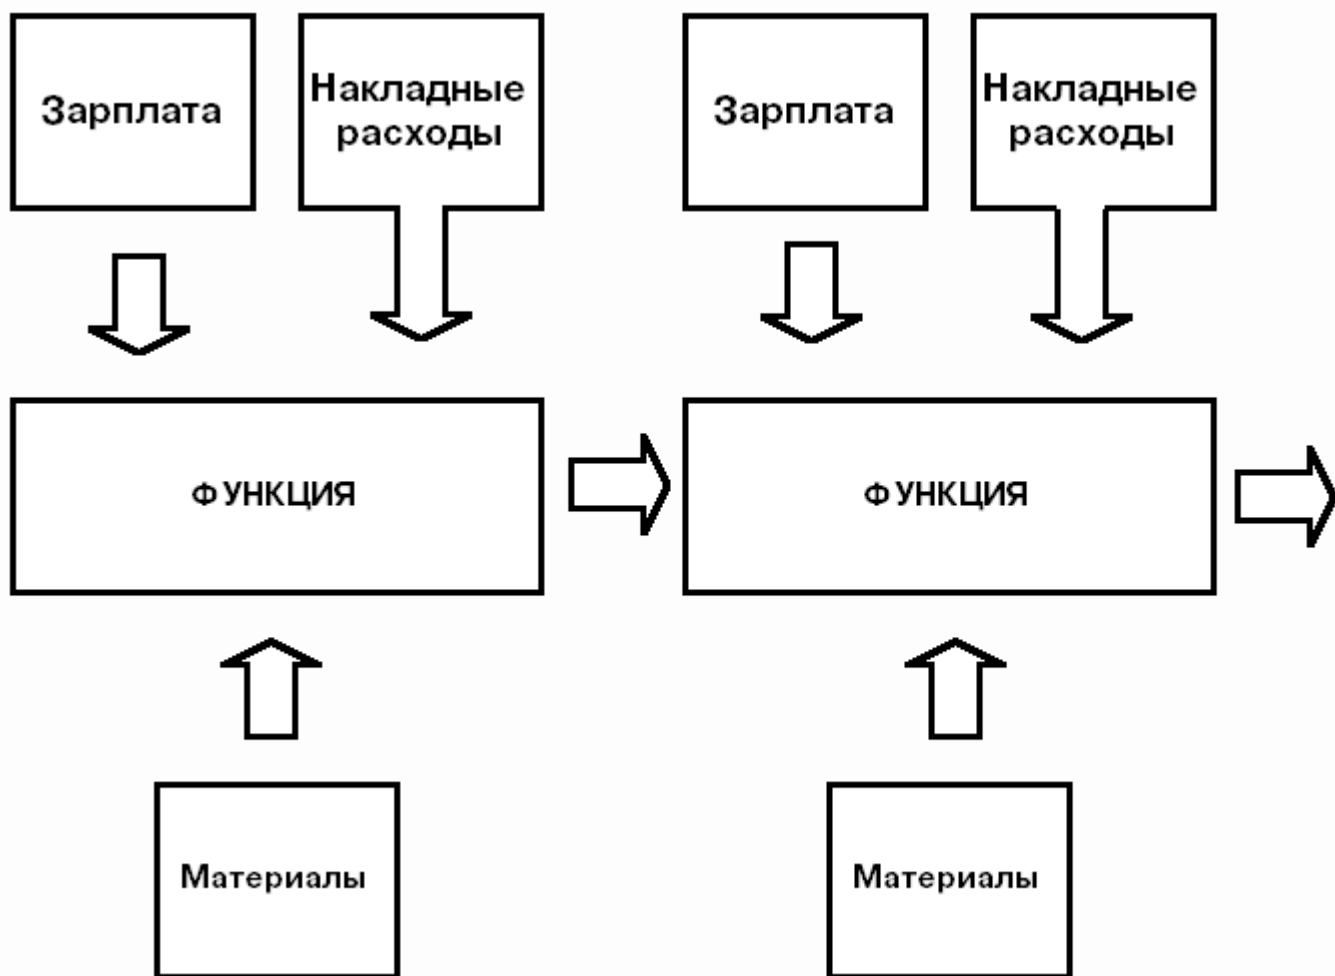 Зарплата
Накладные
расходы
Зарплата
Накладные
расходы
ФУНКЦИЯ
ФУНКЦИЯ
Материалы
Материалы